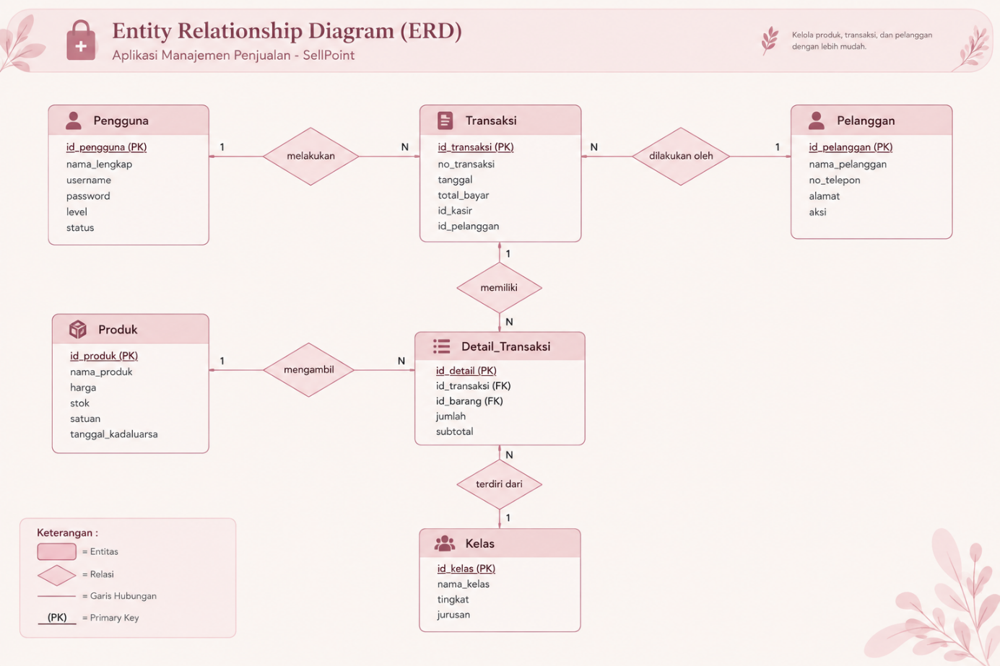 Entity Relationship Diagram (ERD)
Aplikasi Manajemen Penjualan - SellPoint
Kelola produk, transaksi, dan pelanggan
dengan lebih mudah.
Pengguna
id_pengguna (PK)
nama_lengkap
username
password
level
status
1
melakukan
N
Transaksi
id_transaksi (PK)
no_transaksi
tanggal
total_bayar
id_kasir
id_pelanggan
N
dilakukan oleh
1
Pelanggan
id_pelanggan (PK)
nama_pelanggan
no_telepon
alamat
aksi
1
memiliki
N
Produk
id_produk (PK)
nama_produk
harga
stok
satuan
tanggal_kadaluarsa
1
mengambil
N
Detail_Transaksi
id_detail (PK)
id_transaksi (FK)
id_barang (FK)
jumlah
subtotal
N
terdiri dari
1
Kelas
id_kelas (PK)
nama_kelas
tingkat
jurusan
Keterangan :
= Entitas
= Relasi
= Garis Hubungan
(PK) = Primary Key